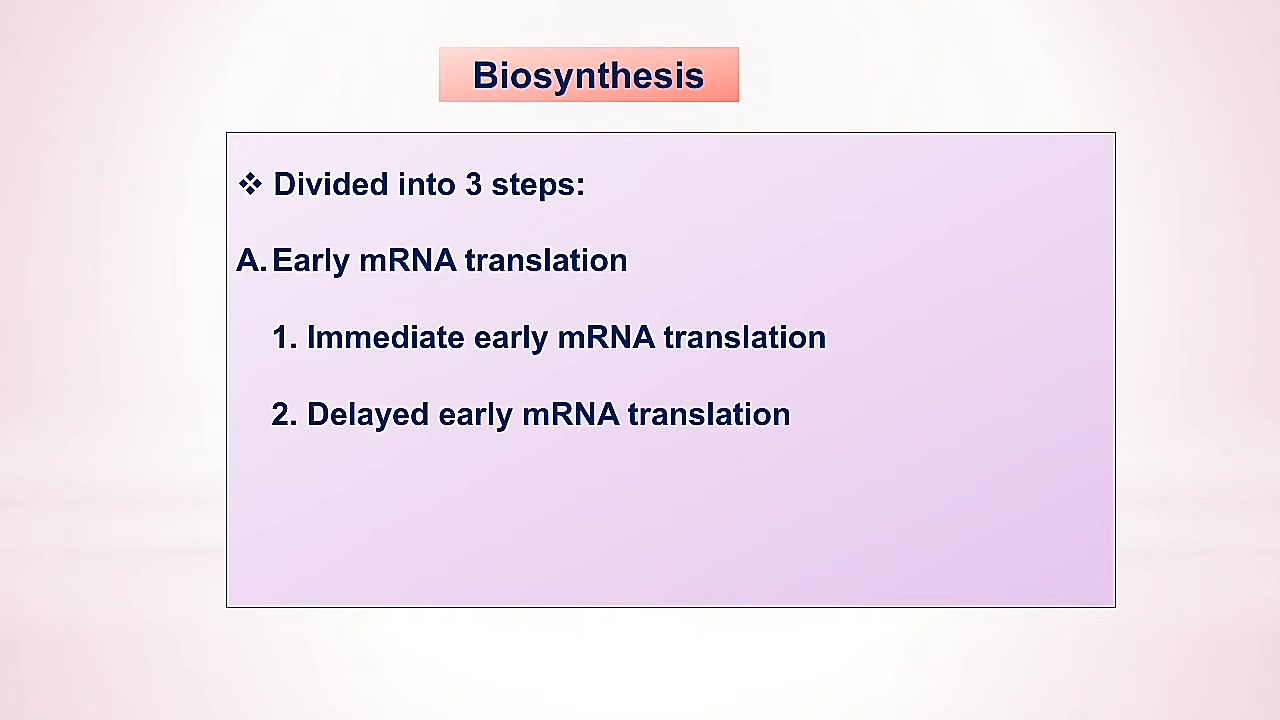 Biosynthesis
❖ Divided into 3 steps:
A. Early mRNA translation
1. Immediate early mRNA translation
2. Delayed early mRNA translation